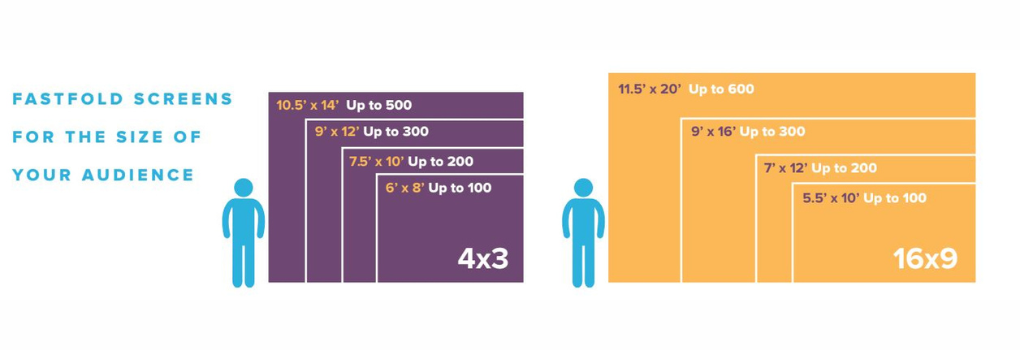 FASTFOLD SCREENS
FOR THE SIZE OF
YOUR AUDIENCE
10.5’ x 14’ Up to 500
9’ x 12’ Up to 300
7.5’ x 10’ Up to 200
6’ x 8’ Up to 100
4x3
11.5’ x 20’ Up to 600
9’ x 16’ Up to 300
7’ x 12’ Up to 200
5.5’ x 10’ Up to 100
16x9